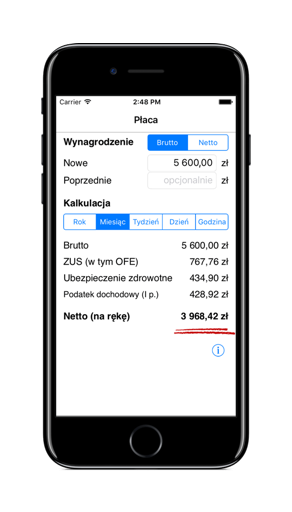 Carrier 2:48 PM
Płaca
Wynagrodzenie Brutto Netto
Nowe 5 600,00 zł
Poprzednie opcjonalnie zł
Kalkulacja
Rok Miesiąc Tydzień Dzień Godzina
Brutto 5 600,00 zł
ZUS (w tym OFE) 767,76 zł
Ubezpieczenie zdrowotne 434,90 zł
Podatek dochodowy (I p.) 428,92 zł
Netto (na rękę) 3 968,42 zł